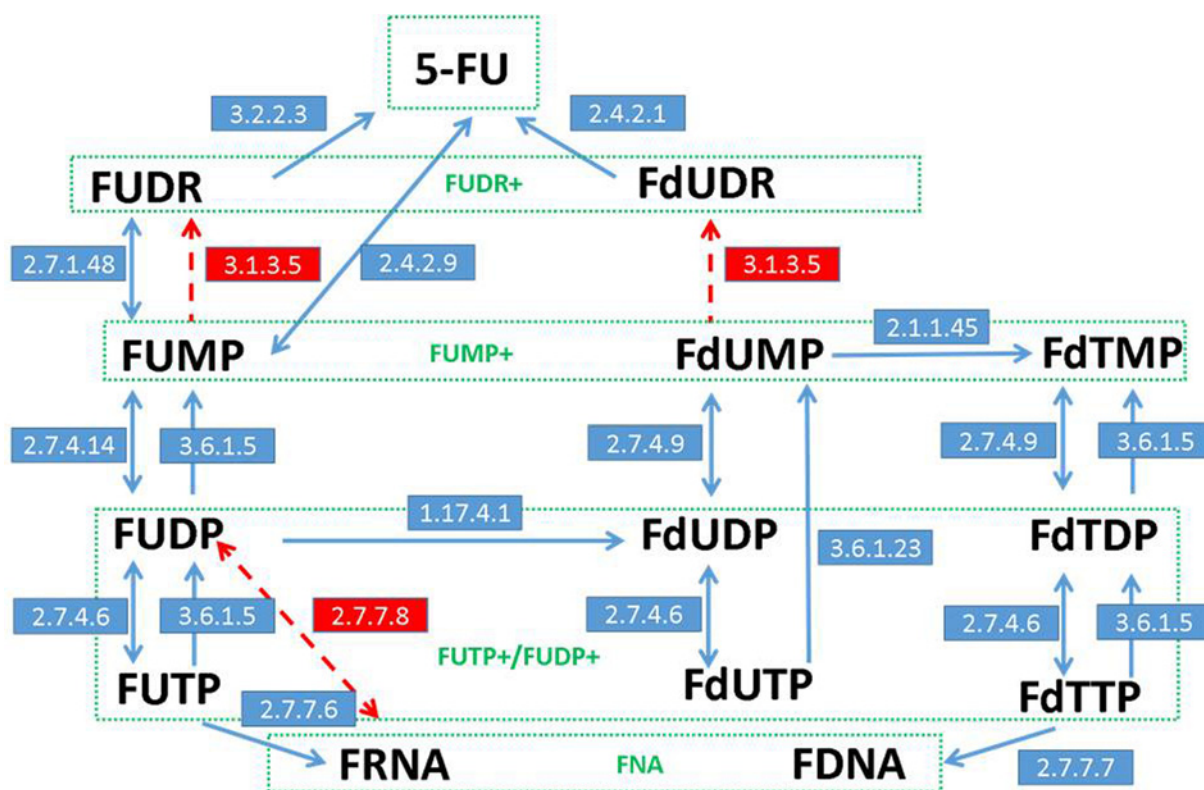 5-FU
3.2.2.3
2.4.2.1
FUDR
FUDR+
FdUDR
2.7.1.48
3.1.3.5
2.4.2.9
3.1.3.5
2.1.1.45
FUMP
FUMP+
FdUMP
FdTMP
2.7.4.14
3.6.1.5
2.7.4.9
2.7.4.9
3.6.1.5
1.17.4.1
FUDP
FdUDP
3.6.1.23
FdTDP
2.7.4.6
3.6.1.5
2.7.7.8
2.7.4.6
2.7.4.6
3.6.1.5
FUTP+/FUDP+
FUTP
FdUTP
FdTTP
2.7.7.6
FRNA
FNA
FDNA
2.7.7.7